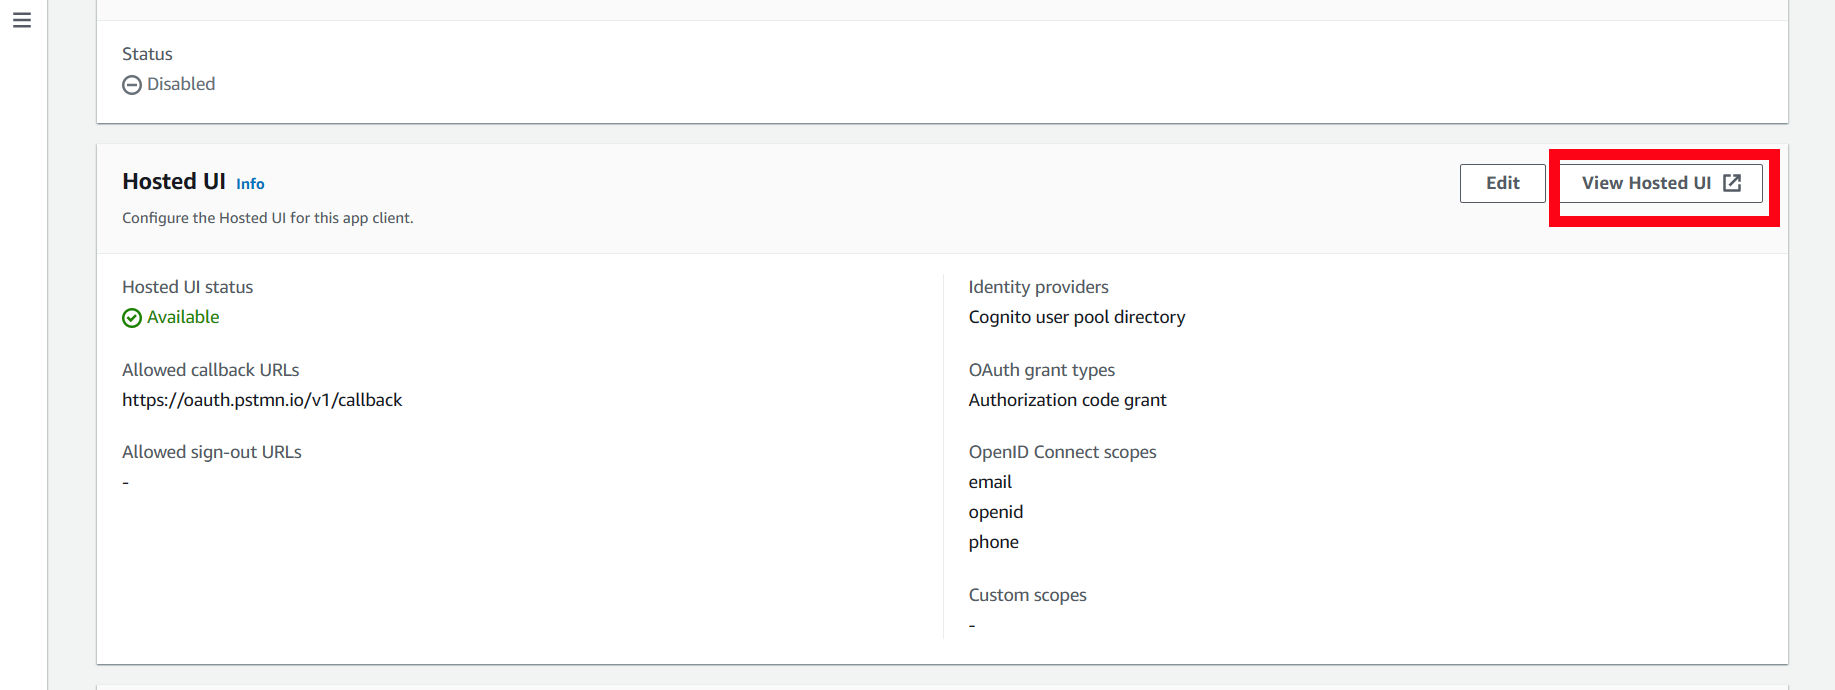 Status
Disabled
Hosted UI Info
Configure the Hosted UI for this app client.
Edit
View Hosted UI
Hosted UI status
Available
Allowed callback URLs
https://oauth.pstmn.io/v1/callback
Allowed sign-out URLs
-
Identity providers
Cognito user pool directory
OAuth grant types
Authorization code grant
OpenID Connect scopes
email
openid
phone
Custom scopes
-